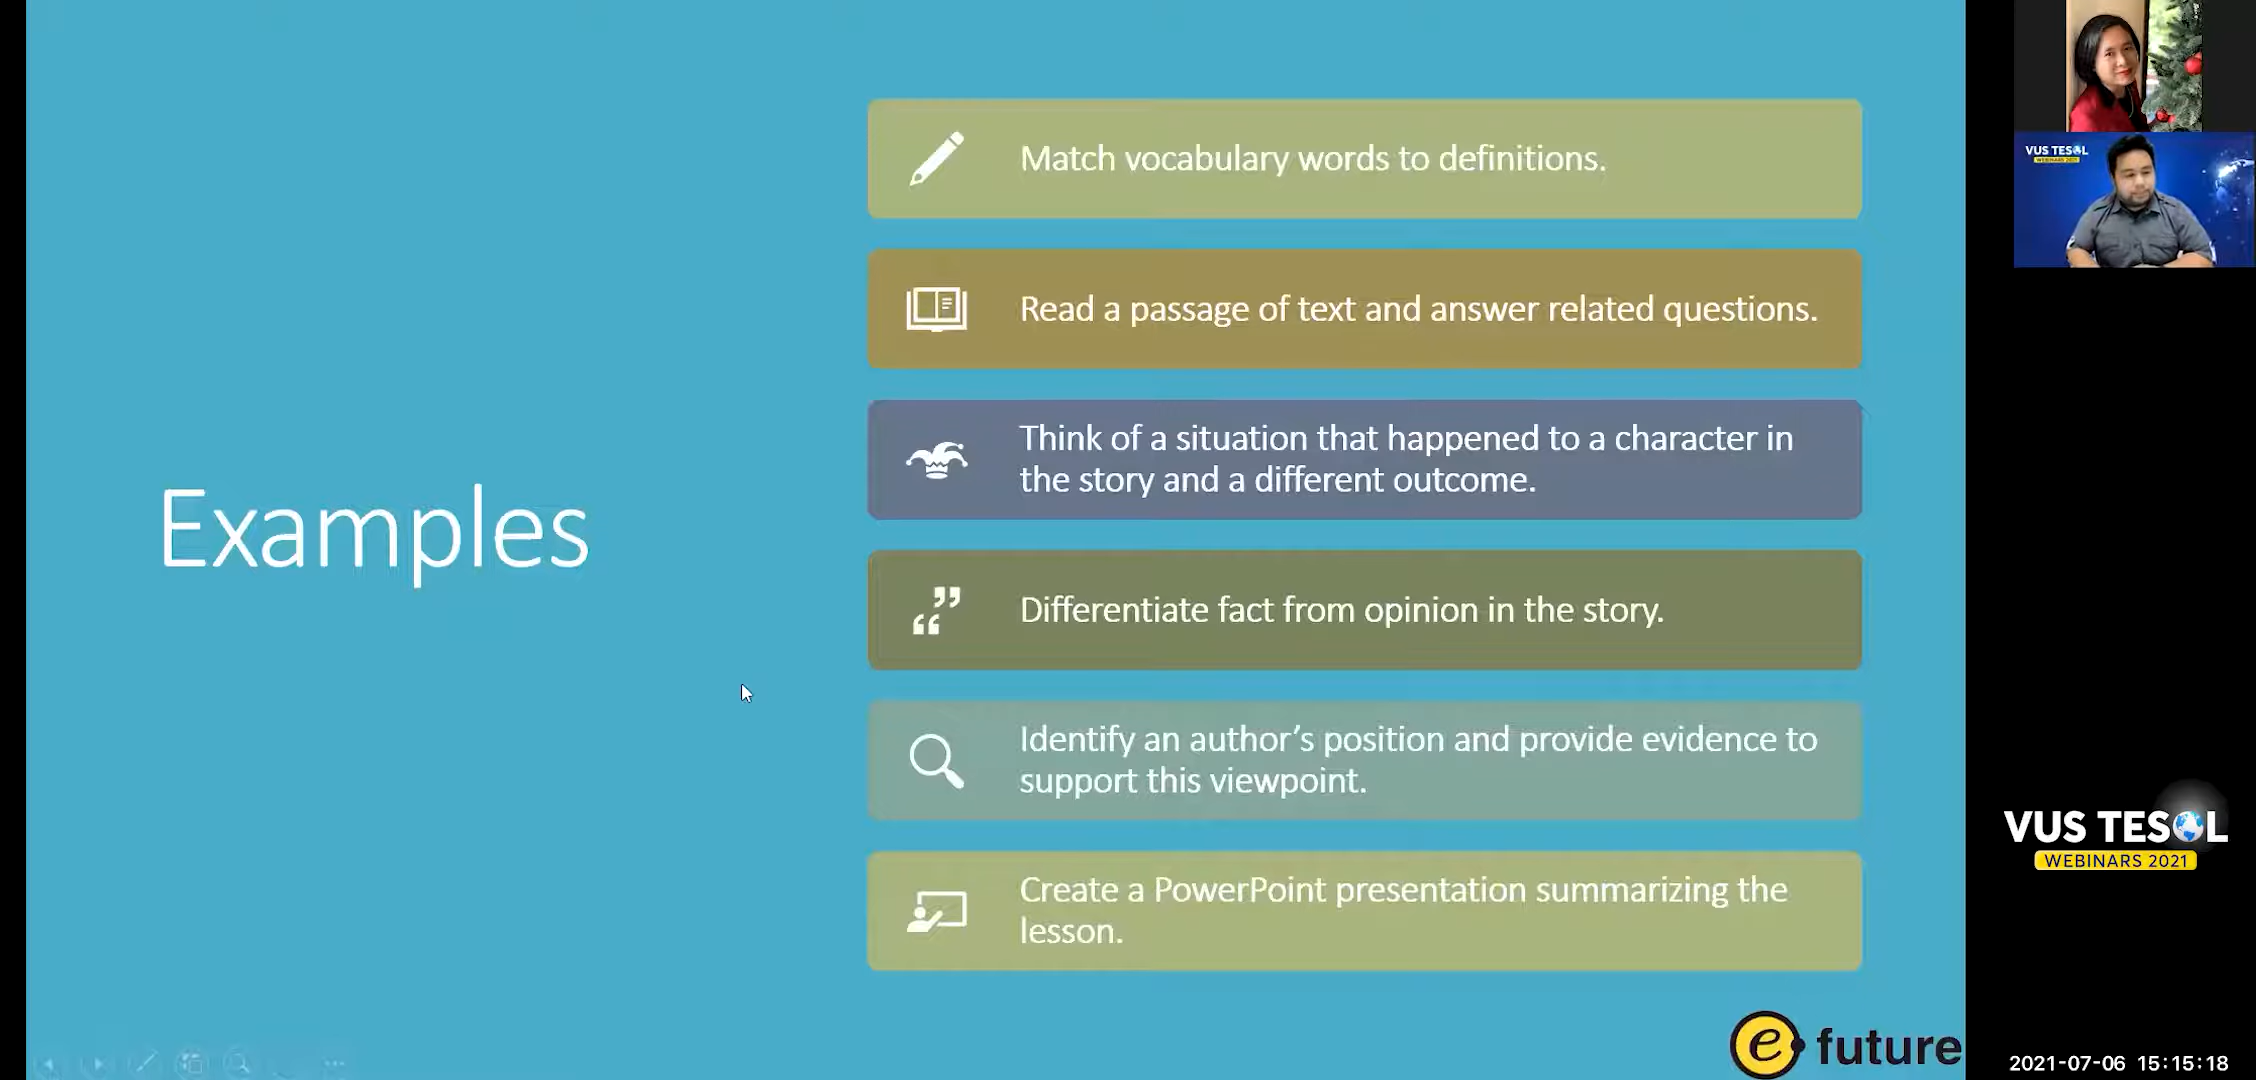 Examples
Match vocabulary words to definitions.
Read a passage of text and answer related questions.
Think of a situation that happened to a character in
the story and a different outcome.
Differentiate fact from opinion in the story.
Identify an author's position and provide evidence to
support this viewpoint.
Create a PowerPoint presentation summarizing the
lesson.
e future
VUS TESOL
WEBINARS 2021
VUS TESOL
WEBINARS 2021
2021-07-06 15:15:18